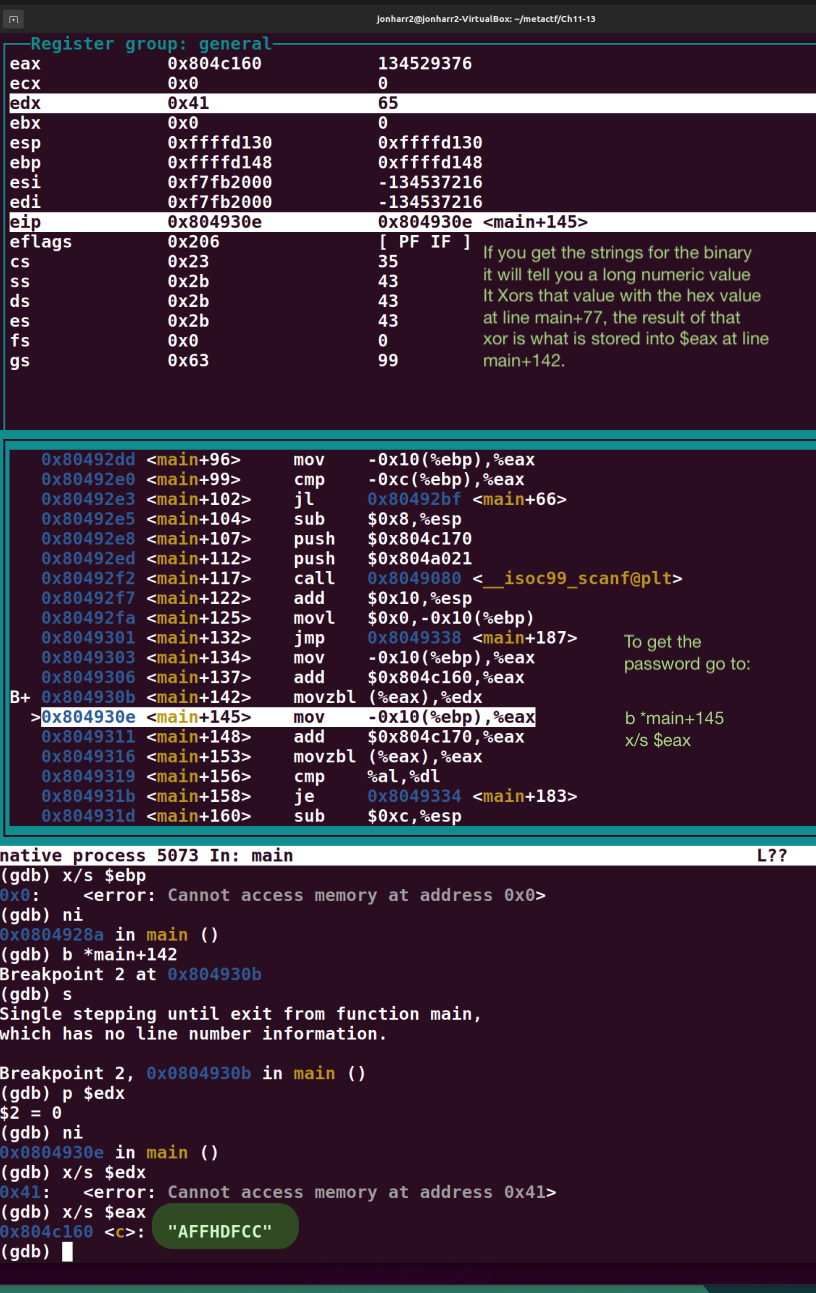 jonharr2@jonharr2-VirtualBox: ~/metactf/Ch11-13
Register group: general
eax 0x804c160 134529376
ecx 0x0 0
edx 0x41 65
ebx 0x0 0
esp 0xffffd130 0xffffd130
ebp 0xffffd148 0xffffd148
esi 0xf7fb2000 -134537216
edi 0xf7fb2000 -134537216
eip 0x804930e 0x804930e <main+145>
eflags 0x206 [ PF IF ]
cs 0x23 35
ss 0x2b 43
ds 0x2b 43
es 0x2b 43
fs 0x0 0
gs 0x63 99
If you get the strings for the binary
it will tell you a long numeric value
It Xors that value with the hex value
at line main+77, the result of that
xor is what is stored into $eax at line
main+142.
0x80492dd <main+96> mov -0x10(%ebp),%eax
0x80492e0 <main+99> cmp -0xc(%ebp),%eax
0x80492e3 <main+102> jl 0x80492bf <main+66>
0x80492e5 <main+104> sub $0x8,%esp
0x80492e8 <main+107> push $0x804c170
0x80492ed <main+112> push $0x804a021
0x80492f2 <main+117> call 0x8049080 <__isoc99_scanf@plt>
0x80492f7 <main+122> add $0x10,%esp
0x80492fa <main+125> movl $0x0,-0x10(%ebp)
0x8049301 <main+132> jmp 0x8049338 <main+187>
0x8049303 <main+134> mov -0x10(%ebp),%eax
0x8049306 <main+137> add $0x804c160,%eax
B+ 0x804930b <main+142> movzbl (%eax),%edx
>0x804930e <main+145> mov -0x10(%ebp),%eax
0x8049311 <main+148> add $0x804c170,%eax
0x8049316 <main+153> movzbl (%eax),%eax
0x8049319 <main+156> cmp %al,%dl
0x804931b <main+158> je 0x8049334 <main+183>
0x804931d <main+160> sub $0xc,%esp
To get the
password go to:
b *main+145
x/s $eax
native process 5073 In: main L??
(gdb) x/s $ebp
0x0: <error: Cannot access memory at address 0x0>
(gdb) ni
0x0804928a in main ()
(gdb) b *main+142
Breakpoint 2 at 0x804930b
(gdb) s
Single stepping until exit from function main,
which has no line number information.
Breakpoint 2, 0x0804930b in main ()
(gdb) p $edx
$2 = 0
(gdb) ni
0x0804930e in main ()
(gdb) x/s $edx
0x41: <error: Cannot access memory at address 0x41>
(gdb) x/s $eax
0x804c160 <c>: "AFFHDFCC"
(gdb)